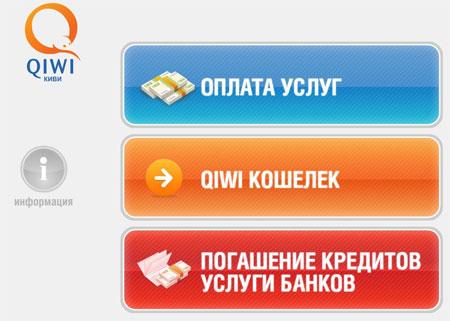 QIWI
КИВИ
ОПЛАТА УСЛУГ
QIWI КОШЕЛЕК
i
информация
ПОГАШЕНИЕ КРЕДИТОВ
УСЛУГИ БАНКОВ